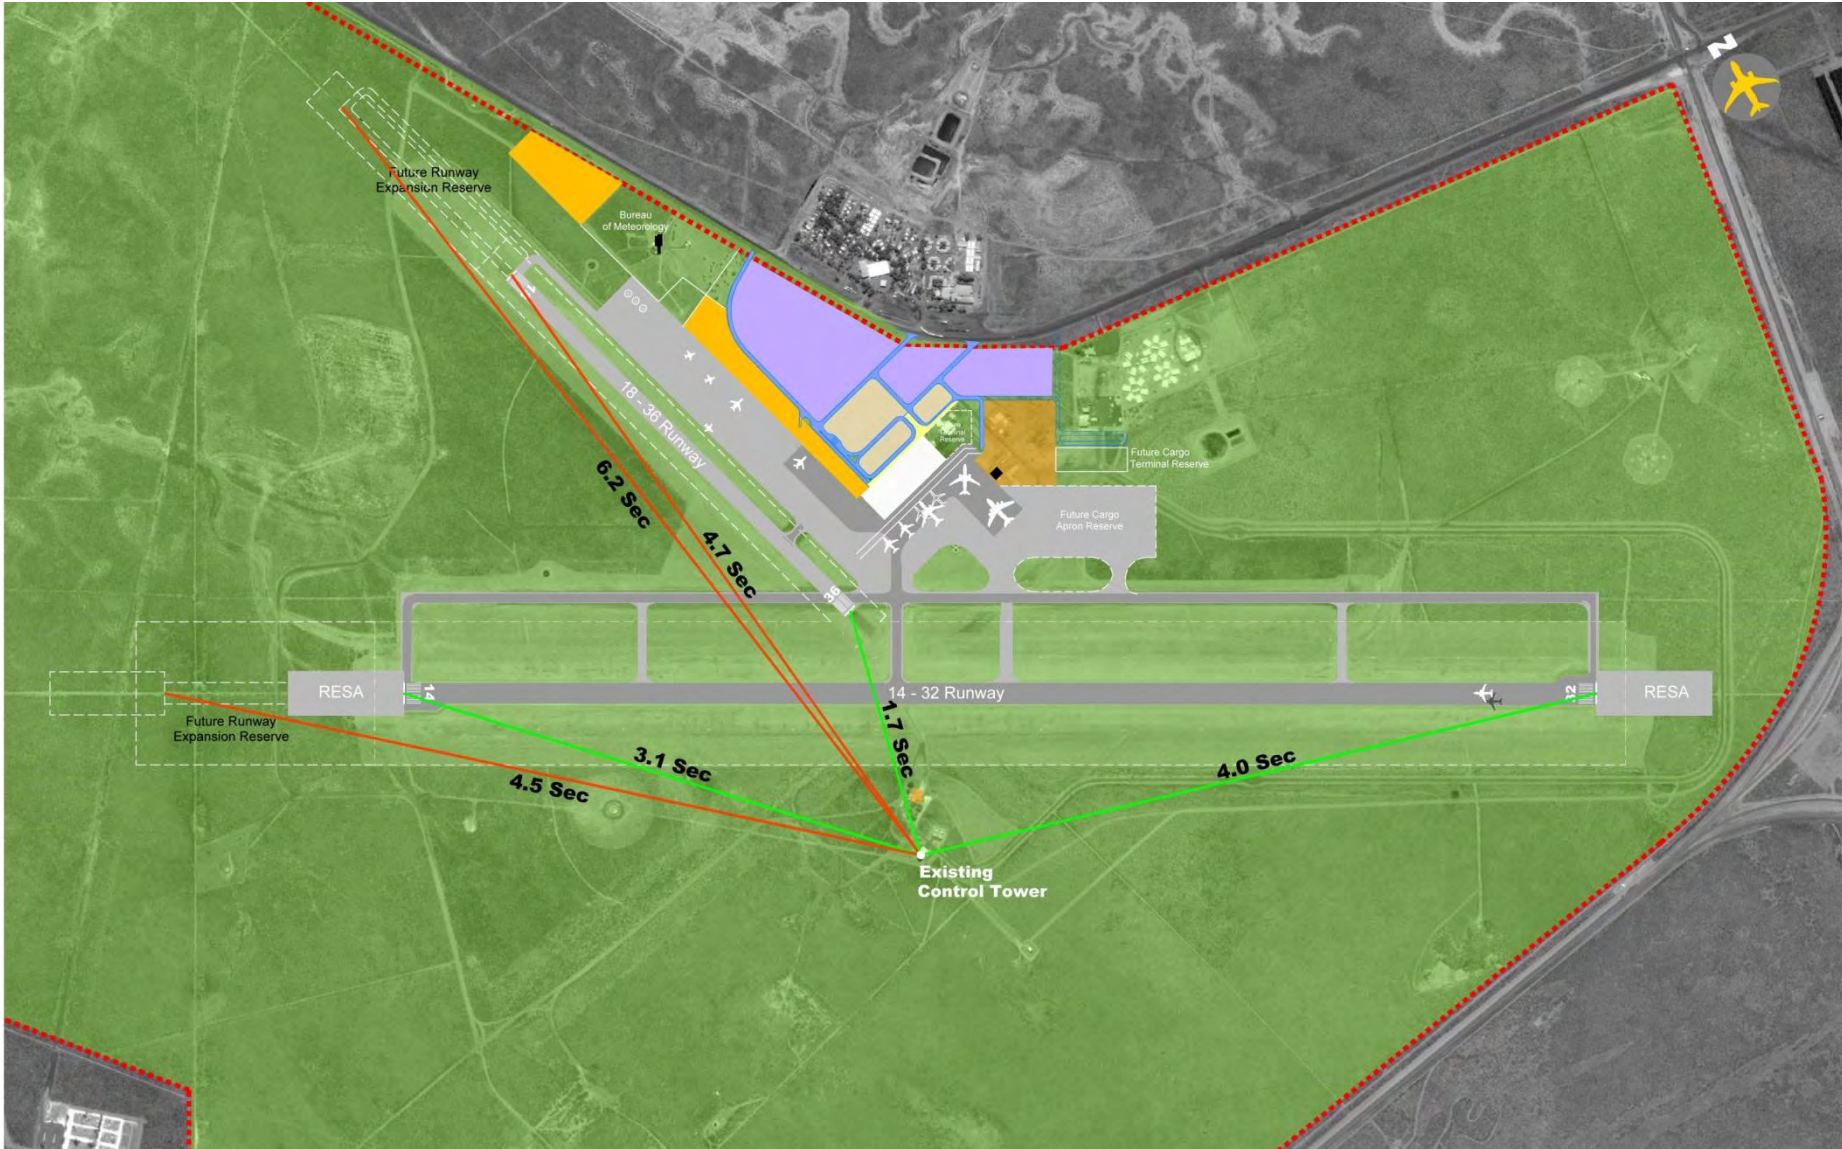 N
Future Runway
Expansion Reserve
Bureau
of Meteorology
18 - 36 Runway
Reserve
Future Cargo
Terminal Reserve
Future Cargo
Apron Reserve
6.2 Sec
4.7 Sec
36
RESA
14
14 - 32 Runway
32
RESA
Future Runway
Expansion Reserve
1.7 Sec
3.1 Sec
4.5 Sec
4.0 Sec
Existing
Control Tower